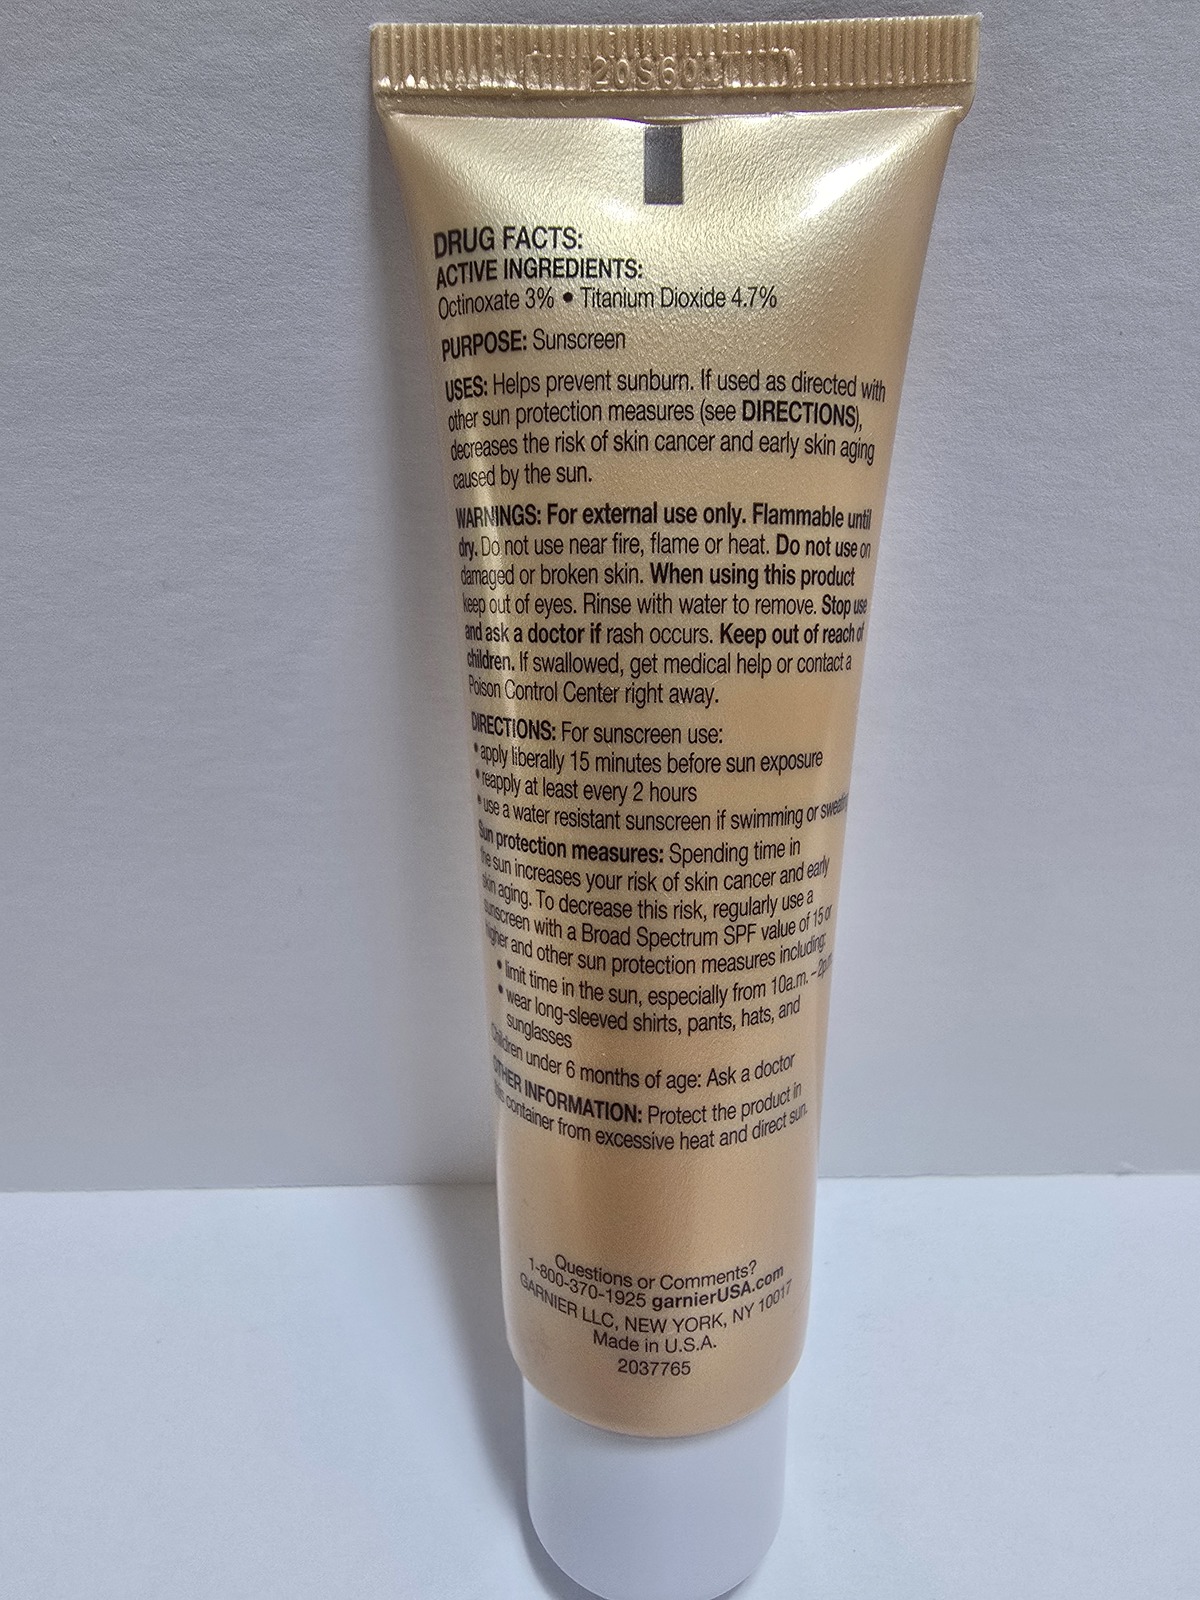 20S601
DRUG FACTS:
ACTIVE INGREDIENTS:
Octinoxate 3% • Titanium Dioxide 4.7%
PURPOSE: Sunscreen
USES: Helps prevent sunburn. If used as directed with
other sun protection measures (see DIRECTIONS),
decreases the risk of skin cancer and early skin aging
caused by the sun.
WARNINGS: For external use only. Flammable until
dry. Do not use near fire, flame or heat. Do not use on
damaged or broken skin. When using this product
keep out of eyes. Rinse with water to remove. Stop use
and ask a doctor if rash occurs. Keep out of reach of
children. If swallowed, get medical help or contact a
Poison Control Center right away.
DIRECTIONS: For sunscreen use:
• apply liberally 15 minutes before sun exposure
• reapply at least every 2 hours
• use a water resistant sunscreen if swimming or sweating
Sun protection measures: Spending time in
the sun increases your risk of skin cancer and early
skin aging. To decrease this risk, regularly use a
sunscreen with a Broad Spectrum SPF value of 15 or
higher and other sun protection measures including:
• limit time in the sun, especially from 10a.m. – 2p.m.
• wear long-sleeved shirts, pants, hats, and
sunglasses
Children under 6 months of age: Ask a doctor
OTHER INFORMATION: Protect the product in
this container from excessive heat and direct sun.
Questions or Comments?
1-800-370-1925 garnierUSA.com
GARNIER LLC, NEW YORK, NY 10017
Made in U.S.A.
2037765